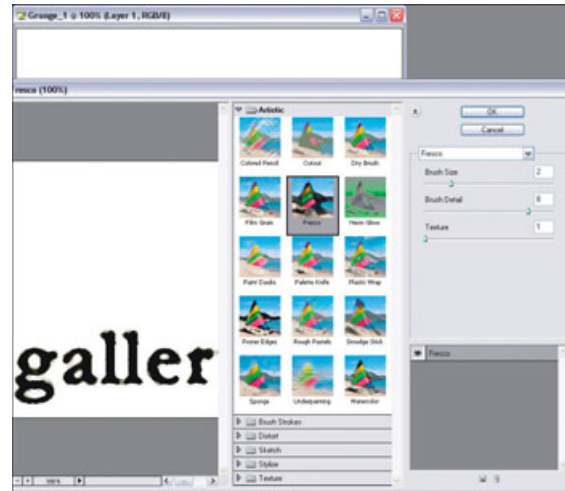 Grunge_1 @ 100% (Layer 1, RGB/8)
Fresco (100%)
Artistic
Colored Pencil Cutout Dry Brush
Film Grain Fresco Neon Glow
Paint Daubs Palette Knife Plastic Wrap
Poster Edges Rough Pastels Smudge Stick
Sponge Underpainting Watercolor
Brush Strokes
Distort
Sketch
Stylize
Texture
OK
Cancel
Fresco
Brush Size 2
Brush Detail 8
Texture 1
Fresco
galler
100%